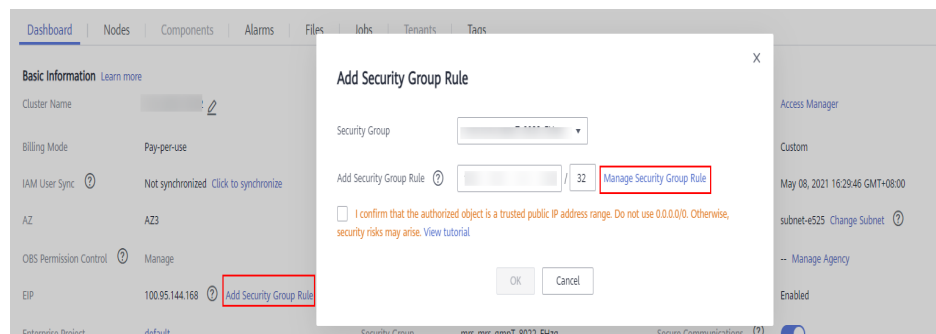 Dashboard Nodes Components Alarms Files Jobs Tenants Tags
X
Add Security Group Rule
Basic Information Learn more
Cluster Name
Access Manager
Security Group
Billing Mode Pay-per-use
Custom
Add Security Group Rule ? / 32 Manage Security Group Rule
IAM User Sync ? Not synchronized Click to synchronize
May 08, 2021 16:29:46 GMT+08:00
I confirm that the authorized object is a trusted public IP address range. Do not use 0.0.0.0/0. Otherwise,
security risks may arise. View tutorial
AZ AZ3
subnet-e525 Change Subnet ?
OBS Permission Control ? Manage
-- Manage Agency
OK Cancel
EIP 100.95.144.168 ? Add Security Group Rule
Enabled
Enterprise Project default Security Group Secure Communications ?